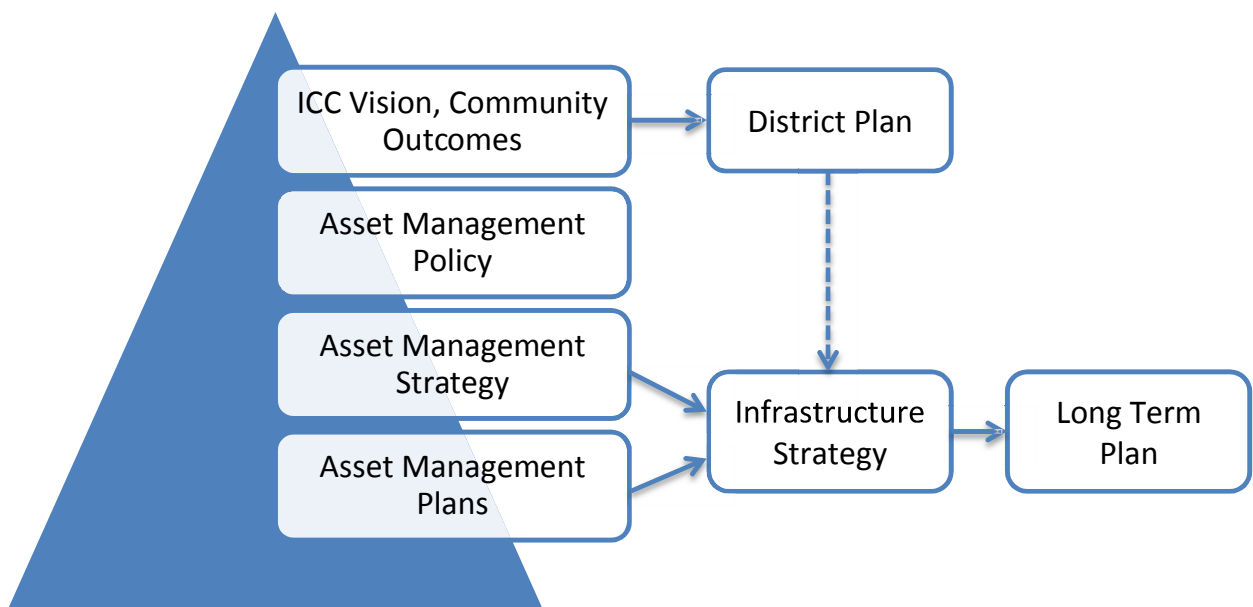 ICC Vision, Community
Outcomes
District Plan
Asset Management
Policy
Asset Management
Strategy
Infrastructure
Strategy
Long Term
Plan
Asset Management
Plans